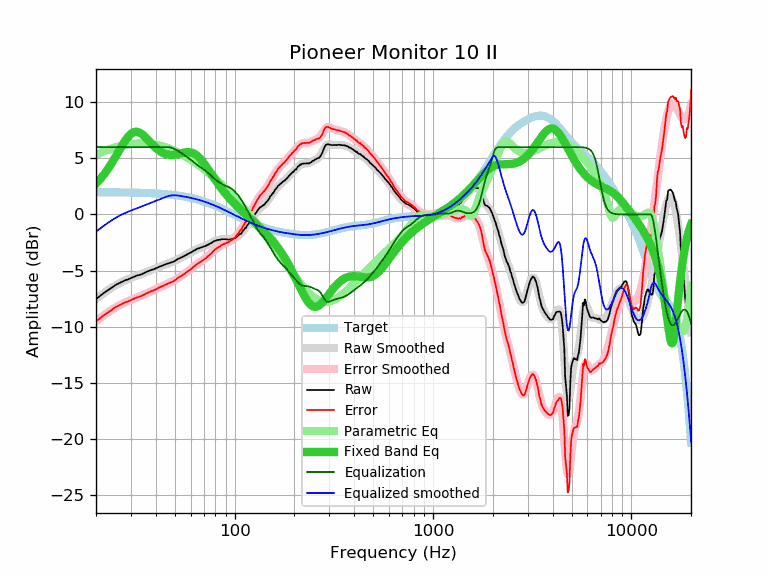 Pioneer Monitor 10 II
10
5
0
−5
−10
−15
−20
−25
Amplitude (dBr)
Target
Raw Smoothed
Error Smoothed
Raw
Error
Parametric Eq
Fixed Band Eq
Equalization
Equalized smoothed
100
1000
10000
Frequency (Hz)